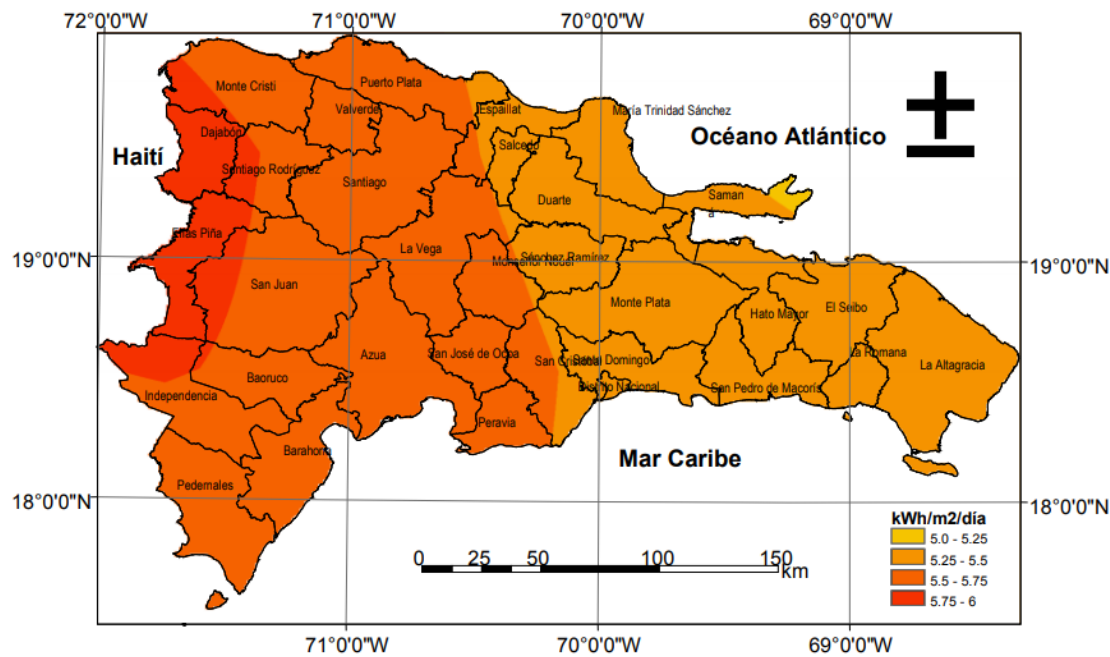 72°0'0"W
71°0'0"W
70°0'0"W
69°0'0"W
Puerto Plata
Monte Cristi
Valverde
Espaillat
María Trinidad Sánchez
Océano Atlántico
Dajabón
Salcedo
Haití
Santiago Rodríguez
Santiago
Duarte
Saman
á
Elías Piña
La Vega
19°0'0"N
Monseñor Nouel
Sánchez Ramírez
19°0'0"N
San Juan
Monte Plata
El Seibo
Hato Mayor
Azua
San José de Ocoa
San Cristobal
Santo Domingo
La Romana
La Altagracia
Baoruco
Distrito Nacional
San Pedro de Macorís
Independencia
Peravia
Barahona
Mar Caribe
Pedernales
18°0'0"N
18°0'0"N
kWh/m2/día
5.0 - 5.25
5.25 - 5.5
5.5 - 5.75
5.75 - 6
0 25 50 100 150
km
71°0'0"W
70°0'0"W
69°0'0"W